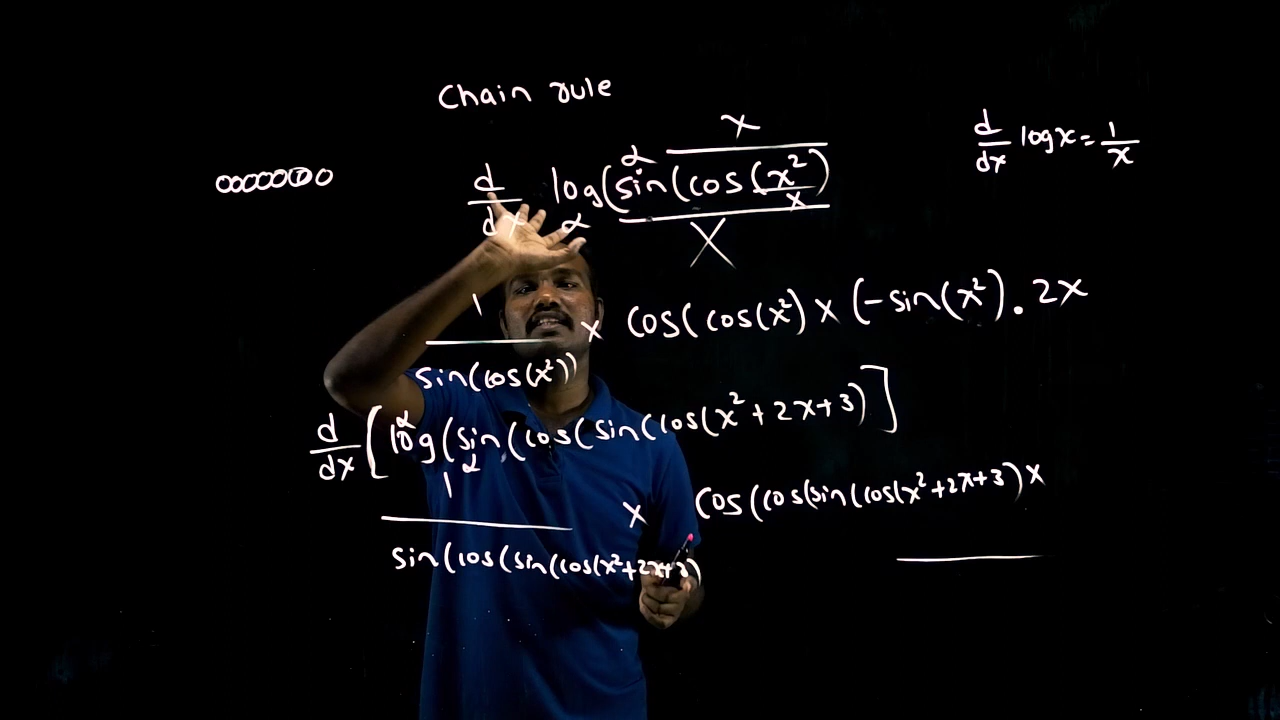 Chain rule
x
d/dx log(sin(cos(x²)
α
α
x
X
d/dx log x = 1/x
1/sin(cos(x²)) x cos(cos(x²) x (-sin(x²). 2x
d/dx [log(sin(cos(sin(cos(x²+2x+3)]
α
α
1/sin(cos(sin(cos(x²+2x+3) x cos(cos(sin(cos(x²+2x+3) x